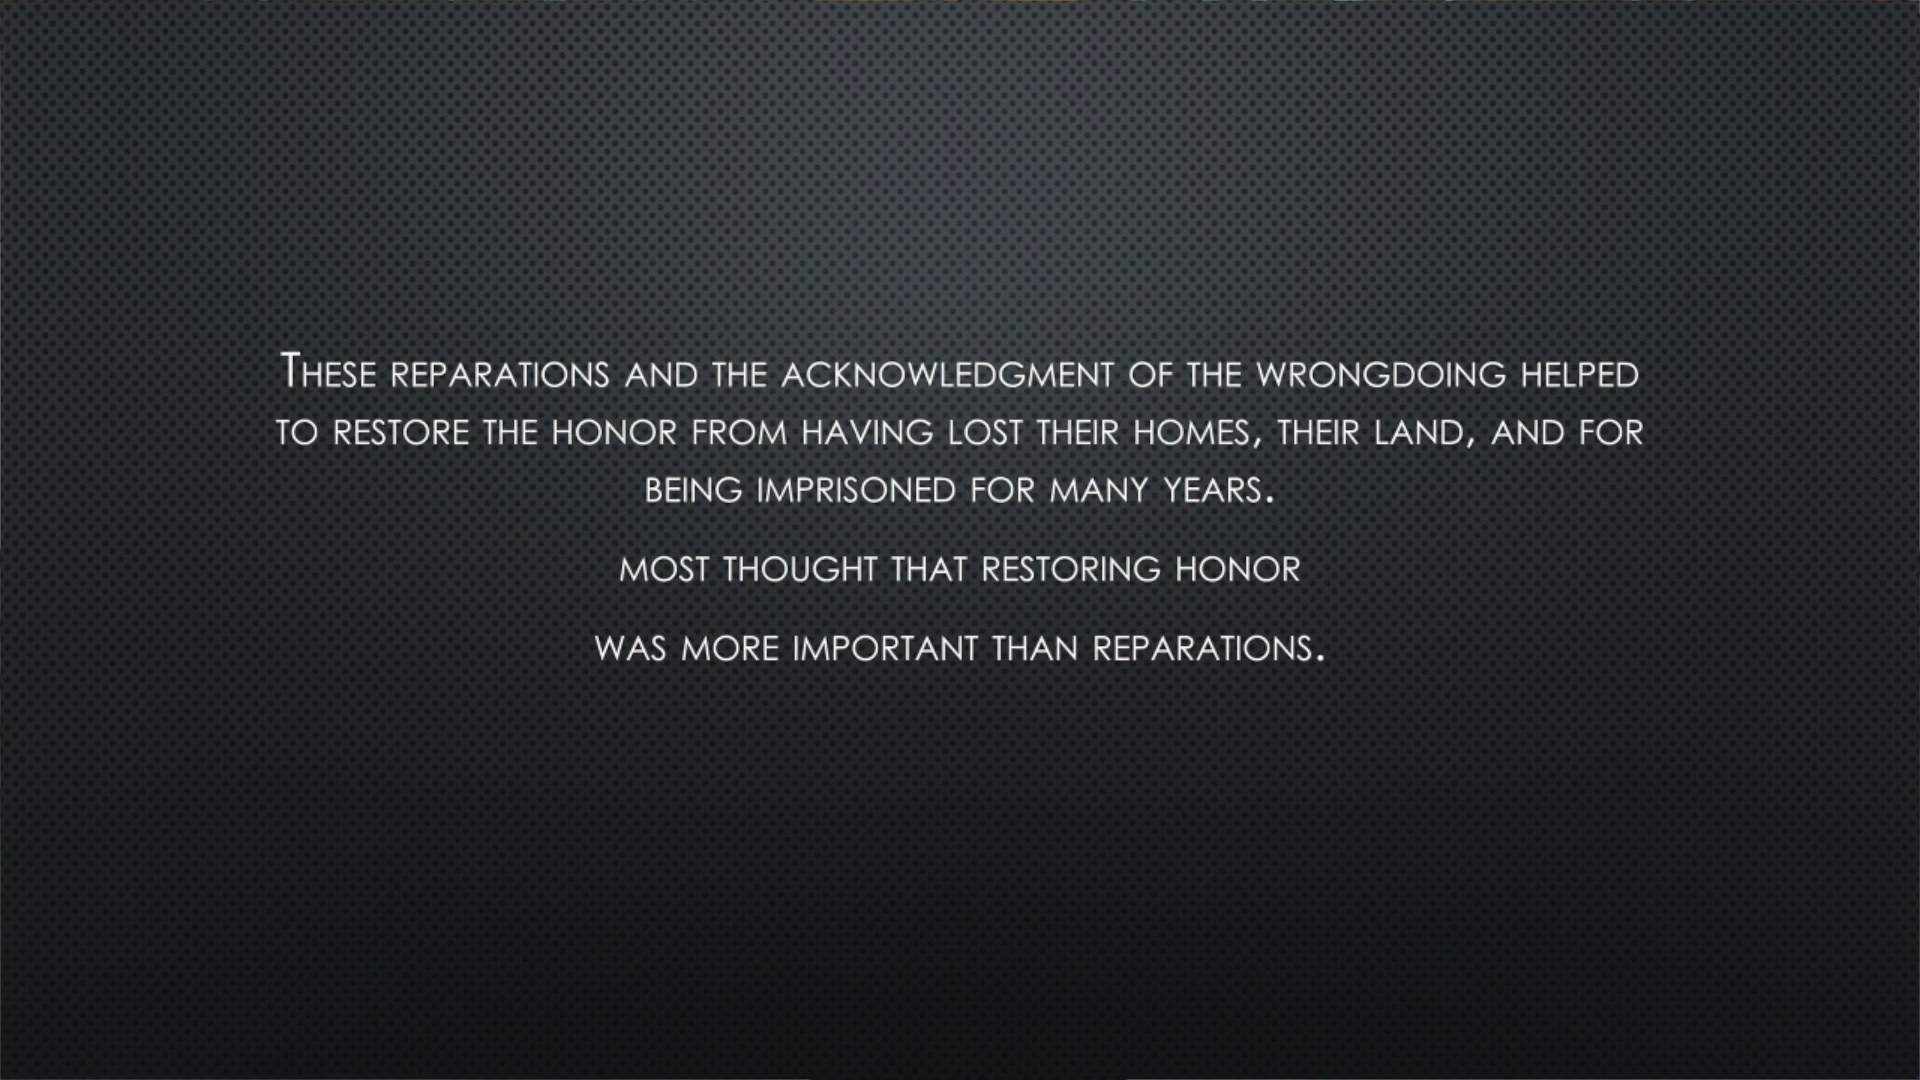 These reparations and the acknowledgment of the wrongdoing helped
to restore the honor from having lost their homes, their land, and for
being imprisoned for many years.
most thought that restoring honor
was more important than reparations.